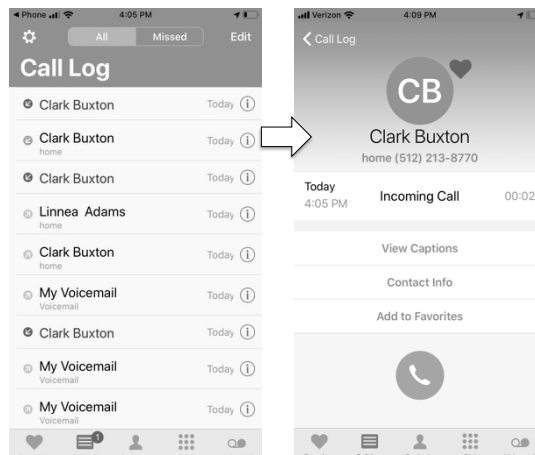 Phone 4:05 PM
All Missed Edit
Call Log
Clark Buxton Today i
Clark Buxton Today i
home
Clark Buxton Today i
Linnea Adams Today i
home
Clark Buxton Today i
home
My Voicemail Today i
Voicemail
Clark Buxton Today i
My Voicemail Today i
Voicemail
My Voicemail Today i
Voicemail
1
Verizon 4:09 PM
Call Log
CB
Clark Buxton
home (512) 213-8770
Today
4:05 PM Incoming Call 00:02
View Captions
Contact Info
Add to Favorites